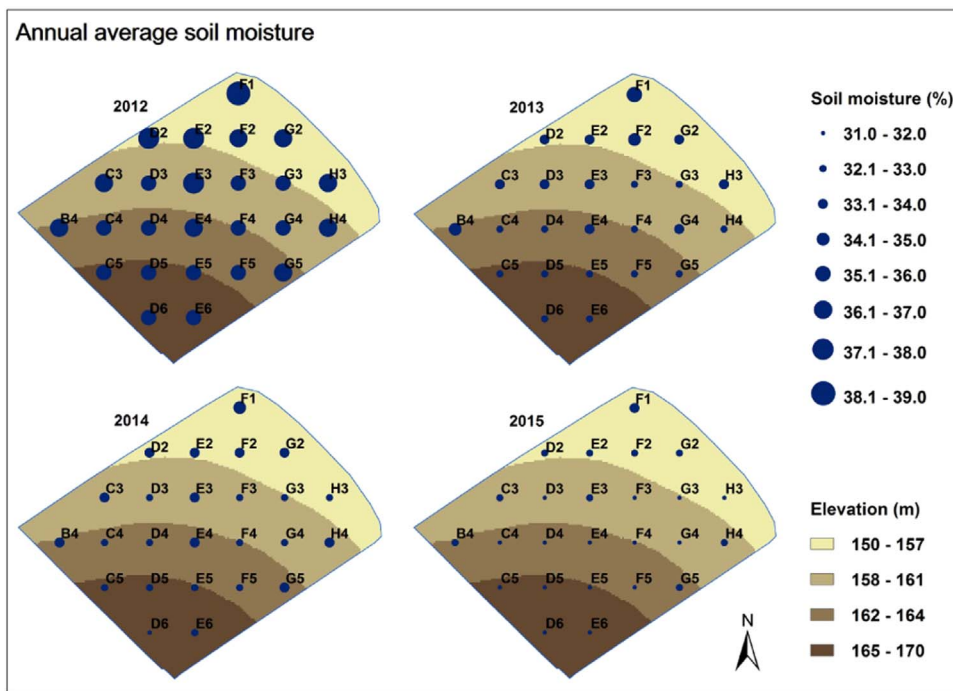 Annual average soil moisture
2012
F1
D2 E2 F2 G2
C3 D3 E3 F3 G3 H3
B4 C4 D4 E4 F4 G4 H4
C5 D5 E5 F5 G5
D6 E6
2013
F1
D2 E2 F2 G2
C3 D3 E3 F3 G3 H3
B4 C4 D4 E4 F4 G4 H4
C5 D5 E5 F5 G5
D6 E6
Soil moisture (%)
31.0 - 32.0
32.1 - 33.0
33.1 - 34.0
34.1 - 35.0
35.1 - 36.0
36.1 - 37.0
37.1 - 38.0
38.1 - 39.0
2014
F1
D2 E2 F2 G2
C3 D3 E3 F3 G3 H3
B4 C4 D4 E4 F4 G4 H4
C5 D5 E5 F5 G5
D6 E6
2015
F1
D2 E2 F2 G2
C3 D3 E3 F3 G3 H3
B4 C4 D4 E4 F4 G4 H4
C5 D5 E5 F5 G5
D6 E6
N
Elevation (m)
150 - 157
158 - 161
162 - 164
165 - 170